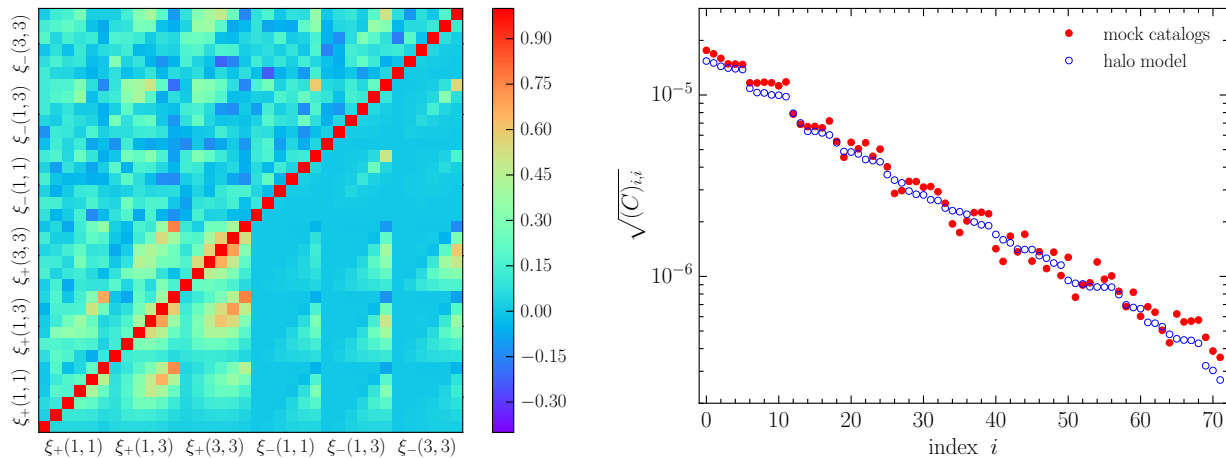 ξ₋(3, 3)
ξ₋(1, 3)
ξ₋(1, 1)
ξ₊(3, 3)
ξ₊(1, 3)
ξ₊(1, 1)
ξ₊(1, 1) ξ₊(1, 3) ξ₊(3, 3) ξ₋(1, 1) ξ₋(1, 3) ξ₋(3, 3)
0.90
0.75
0.60
0.45
0.30
0.15
0.00
−0.15
−0.30
√(C)ᵢ,ᵢ
10⁻⁵
10⁻⁶
mock catalogs
halo model
0 10 20 30 40 50 60 70
index i